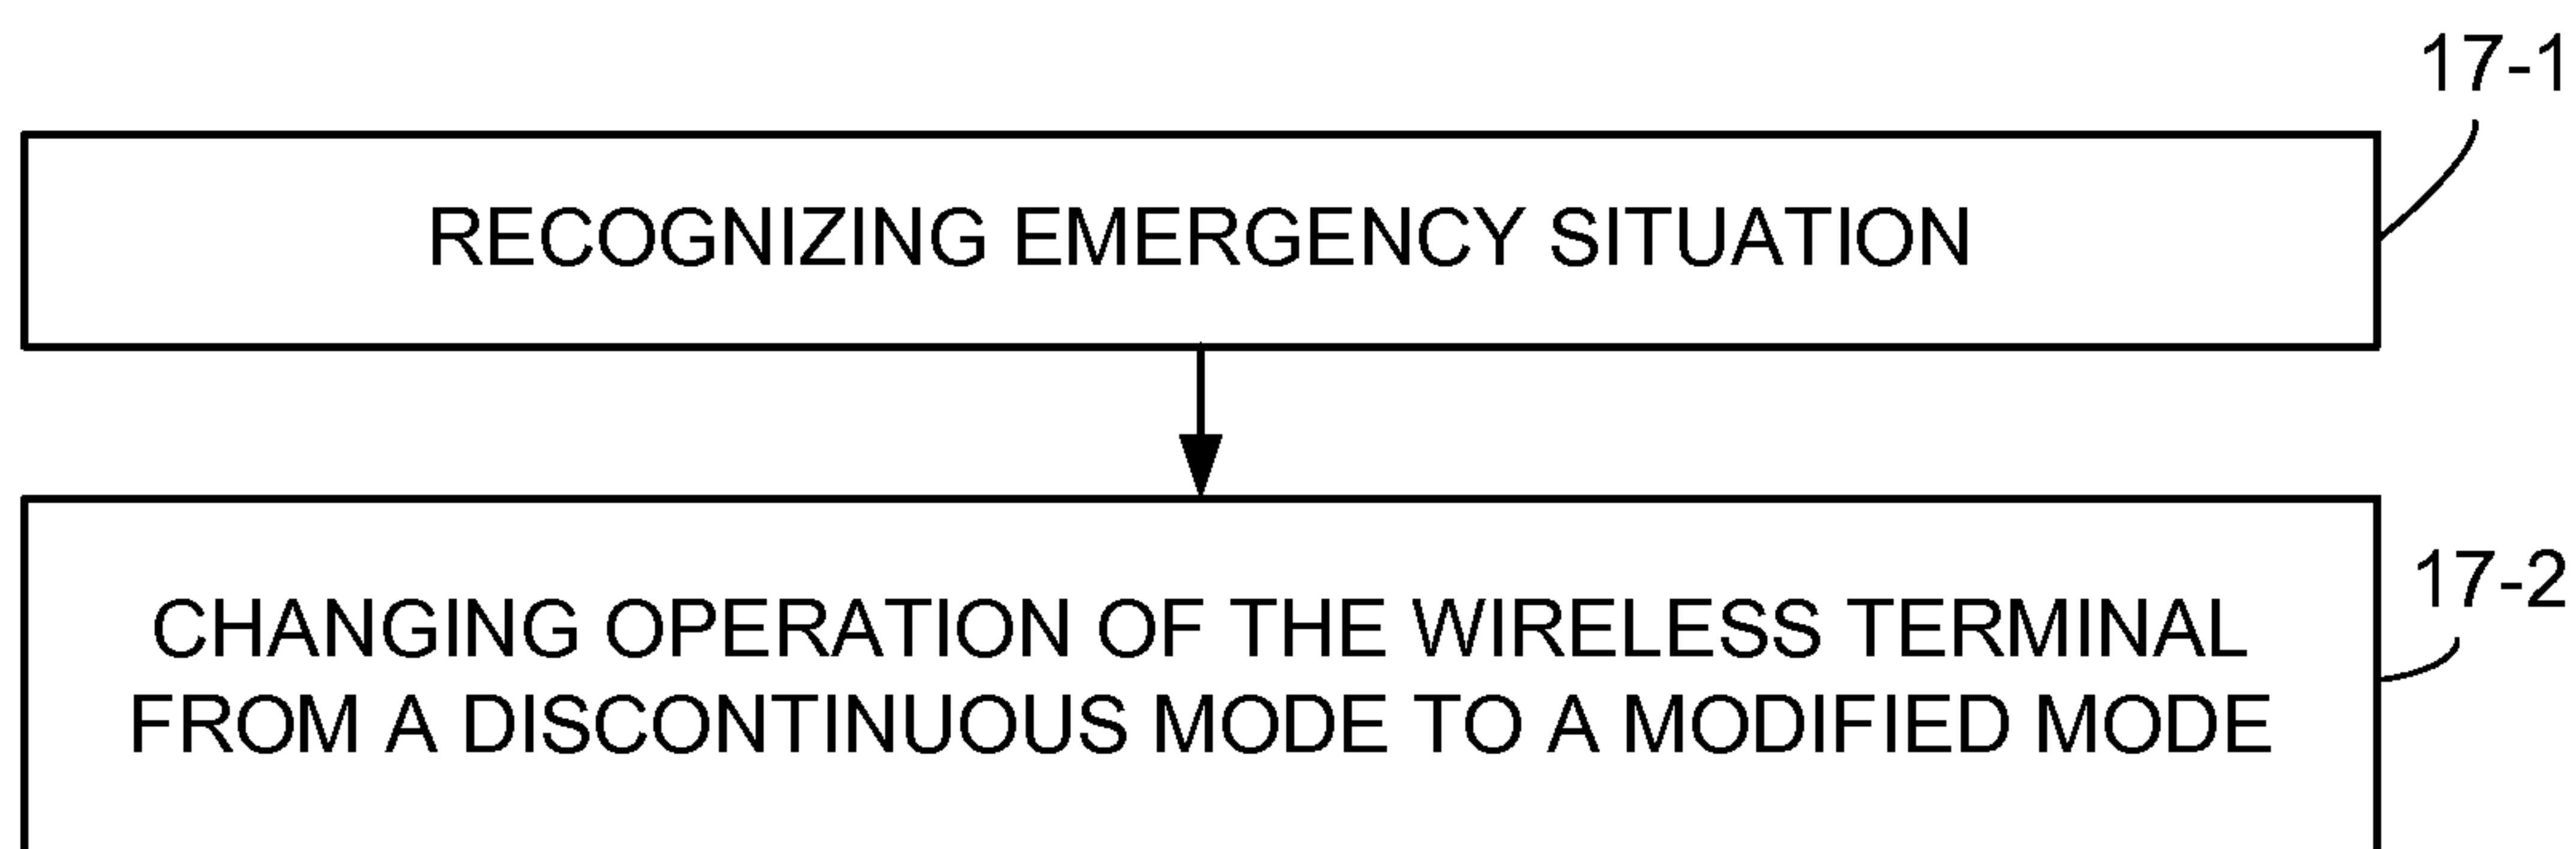 17-1
RECOGNIZING EMERGENCY SITUATION
17-2
CHANGING OPERATION OF THE WIRELESS TERMINAL
FROM A DISCONTINUOUS MODE TO A MODIFIED MODE